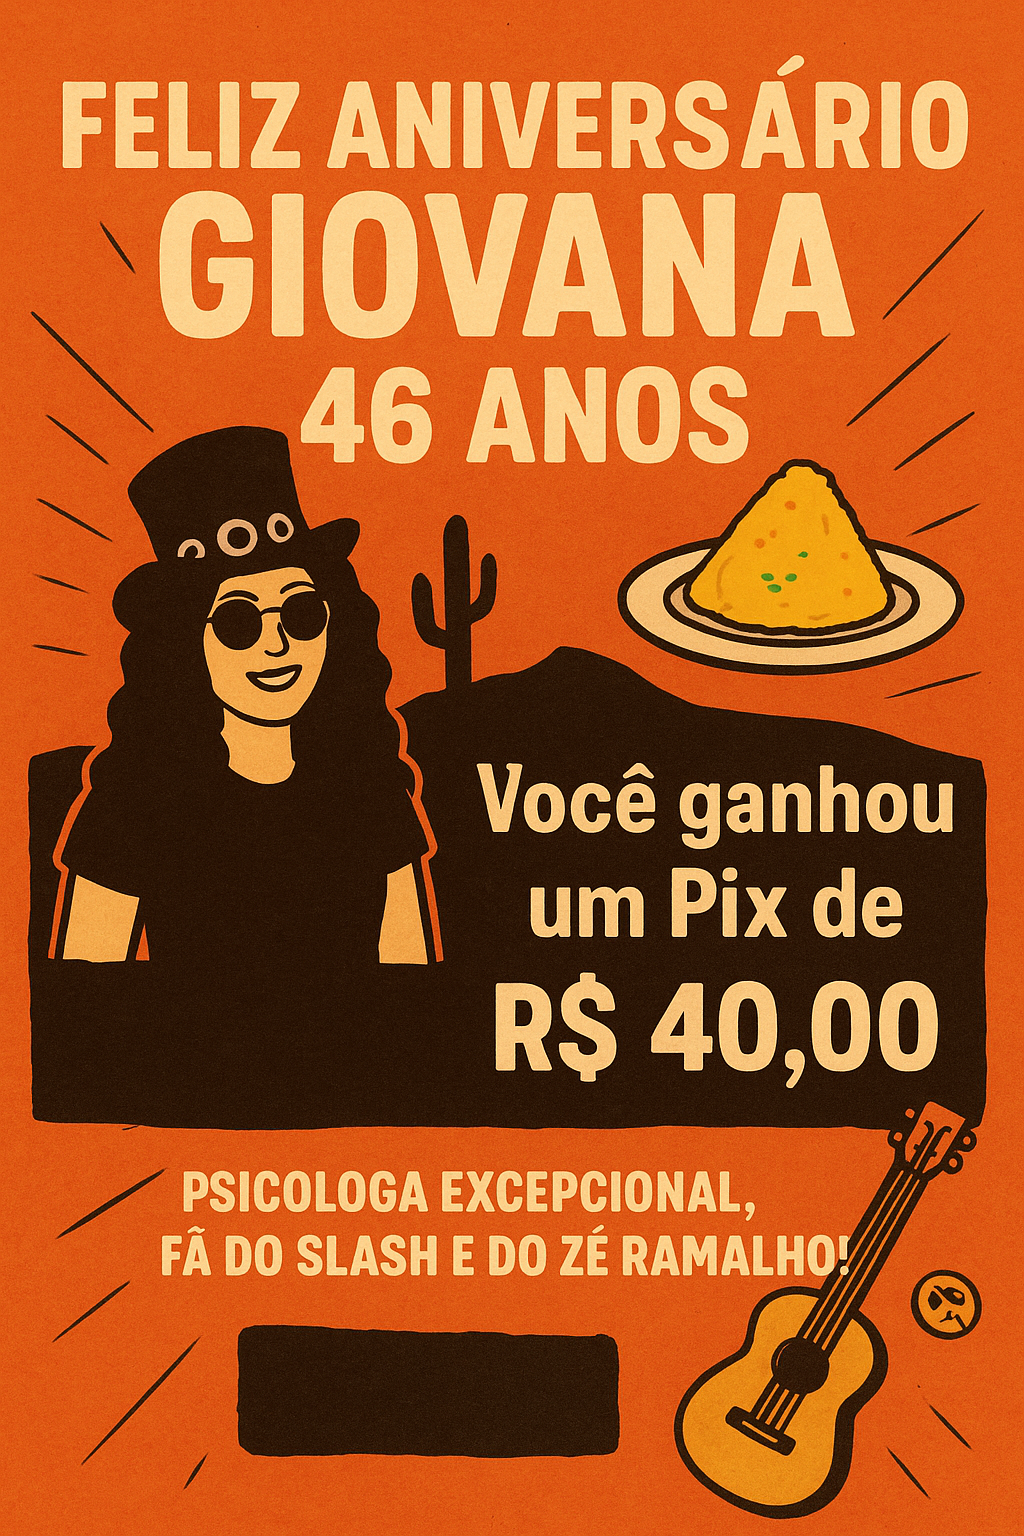 FELIZ ANIVERSÁRIO
GIOVANA
46 ANOS
Você ganhou
um Pix de
R$ 40,00
PSICOLOGA EXCEPCIONAL,
FÃ DO SLASH E DO ZÉ RAMALHO!